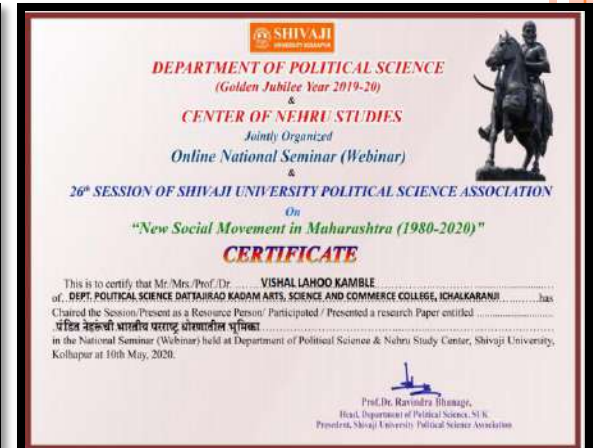 SHIVAJI
UNIVERSITY KOLHAPUR
DEPARTMENT OF POLITICAL SCIENCE
(Golden Jubilee Year 2019-20)
&
CENTER OF NEHRU STUDIES
Jointly Organized
Online National Seminar (Webinar)
&
26th SESSION OF SHIVAJI UNIVERSITY POLITICAL SCIENCE ASSOCIATION
On
“New Social Movement in Maharashtra (1980-2020)”
CERTIFICATE
This is to certify that Mr./Mrs./Prof./Dr. VISHAL LAHOO KAMBLE
of DEPT. POLITICAL SCIENCE DATTAJIRAO KADAM ARTS, SCIENCE AND COMMERCE COLLEGE, ICHALKARANJI has
Chaired the Session/Present as a Resource Person/ Participated / Presented a research Paper entitled
पंडित नेहरूंची भारतीय परराष्ट्र धोरणातील भूमिका
in the National Seminar (Webinar) held at Department of Political Science & Nehru Study Center, Shivaji University,
Kolhapur at 10th May, 2020.
Prof.Dr. Ravindra Bhanage,
Head, Department of Political Science, SUK
President, Shivaji University Political Science Association